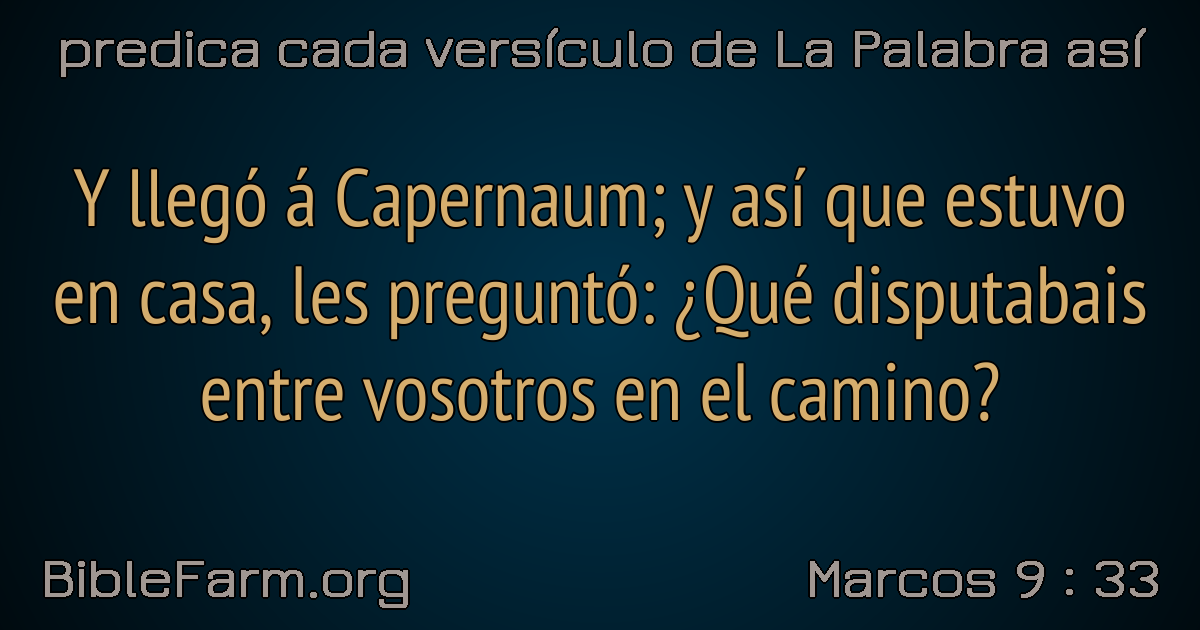 predica cada versículo de La Palabra así
Y llegó á Capernaum; y así que estuvo
en casa, les preguntó: ¿Qué disputabais
entre vosotros en el camino?
BibleFarm.org
Marcos 9 : 33